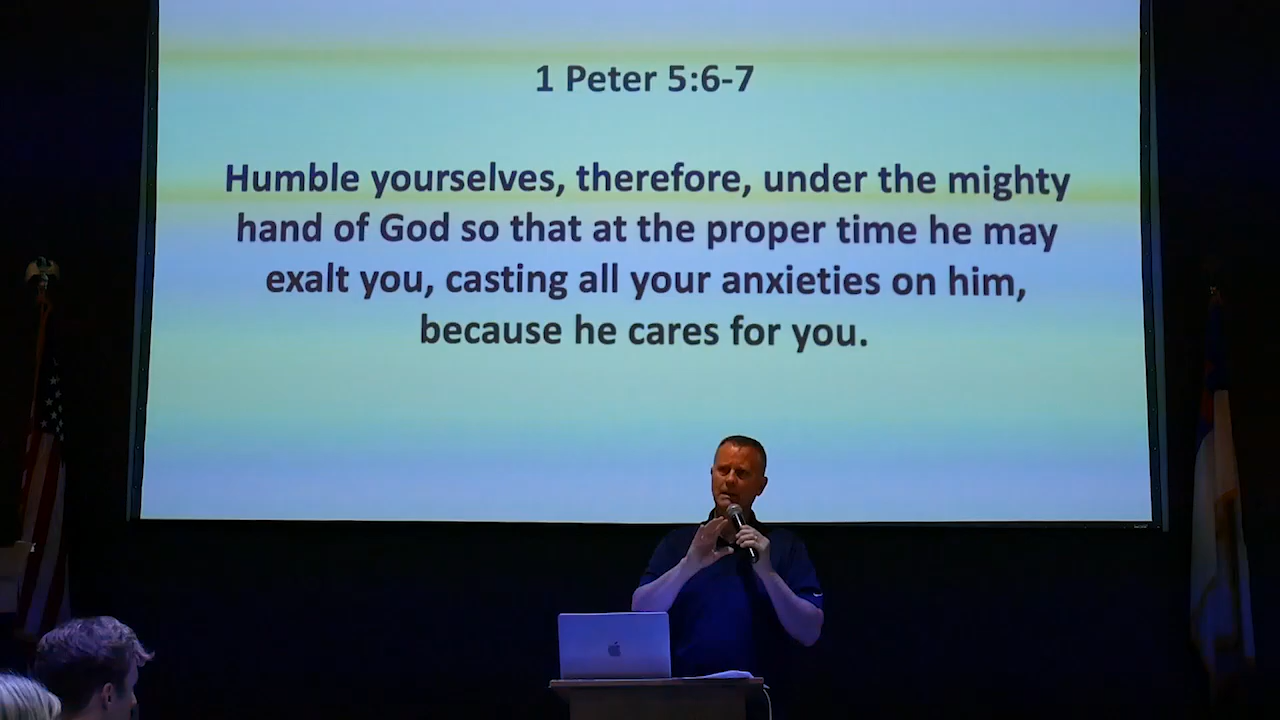 1 Peter 5:6-7
Humble yourselves, therefore, under the mighty
hand of God so that at the proper time he may
exalt you, casting all your anxieties on him,
because he cares for you.